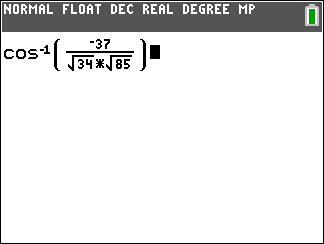 NORMAL FLOAT DEC REAL DEGREE MP
cos⁻¹(⁻37/(√34*√85))